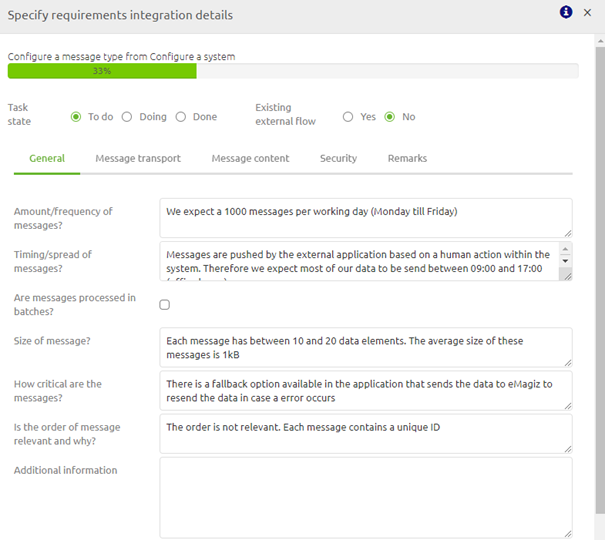 Specify requirements integration details
Configure a message type from Configure a system
33%
Task state
To do
Doing
Done
Existing external flow
Yes
No
General
Message transport
Message content
Security
Remarks
Amount/frequency of messages?
We expect a 1000 messages per working day (Monday till Friday)
Timing/spread of messages?
Messages are pushed by the external application based on a human action within the
system. Therefore we expect most of our data to be send between 09:00 and 17:00
Are messages processed in batches?
Size of message?
Each message has between 10 and 20 data elements. The average size of these
messages is 1kB
How critical are the messages?
There is a fallback option available in the application that sends the data to eMagiz to
resend the data in case a error occurs
Is the order of message relevant and why?
The order is not relevant. Each message contains a unique ID
Additional information